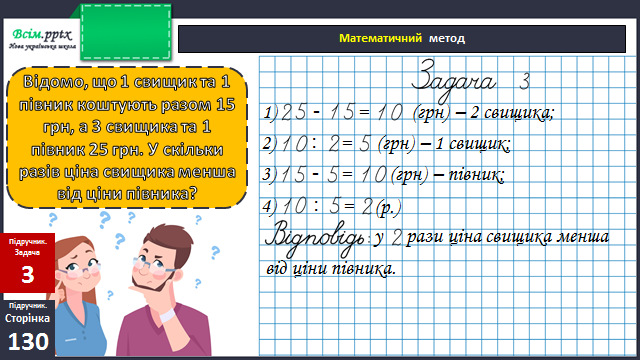 Всім.pptx
Нова українська школа
Математичний метод
Відомо, що 1 свищик та 1
півник коштують разом 15
грн, а 3 свищика та 1
півник 25 грн. У скільки
разів ціна свищика менша
від ціни півника?
Підручник.
Задача
3
Підручник.
Сторінка
130
Задача 3
1) 25 - 15 = 10 (грн) – 2 свищика;
2) 10 : 2 = 5 (грн) – 1 свищик;
3) 15 - 5 = 10 (грн) – півник;
4) 10 : 5 = 2 (р.)
Відповідь: у 2 рази ціна свищика менша
від ціни півника.